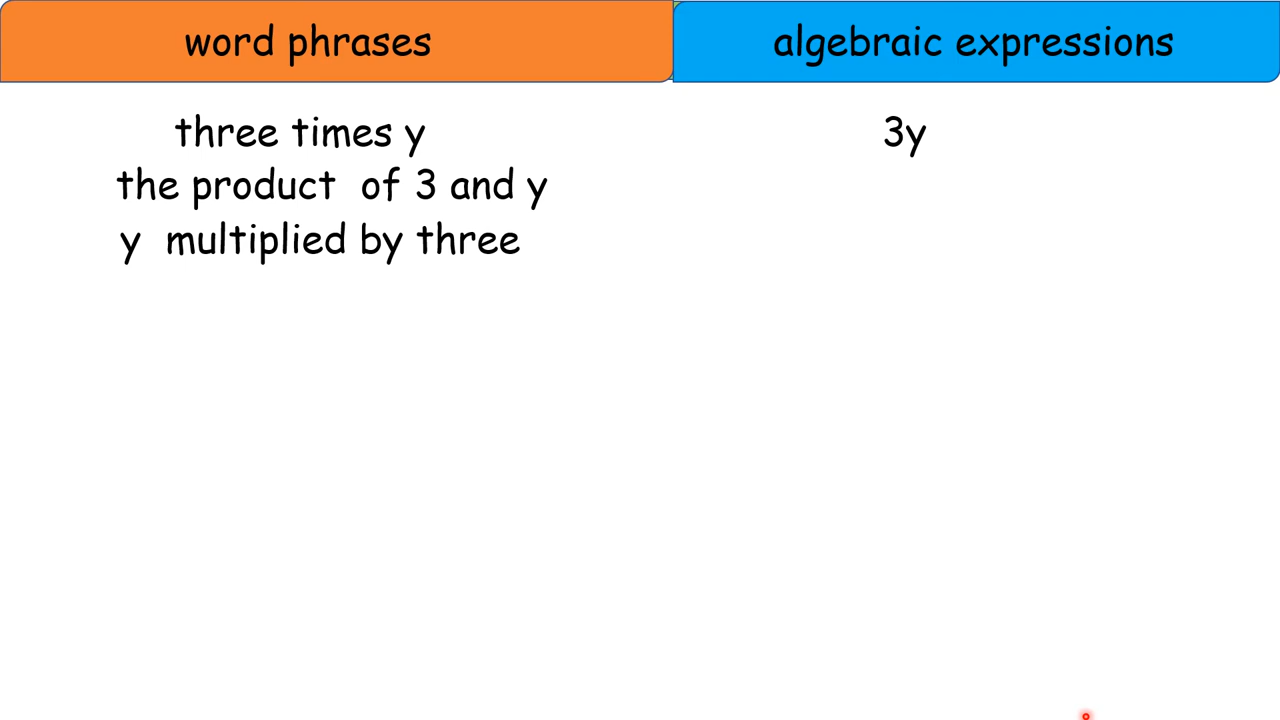 word phrases
algebraic expressions
three times y
3y
the product of 3 and y
y multiplied by three